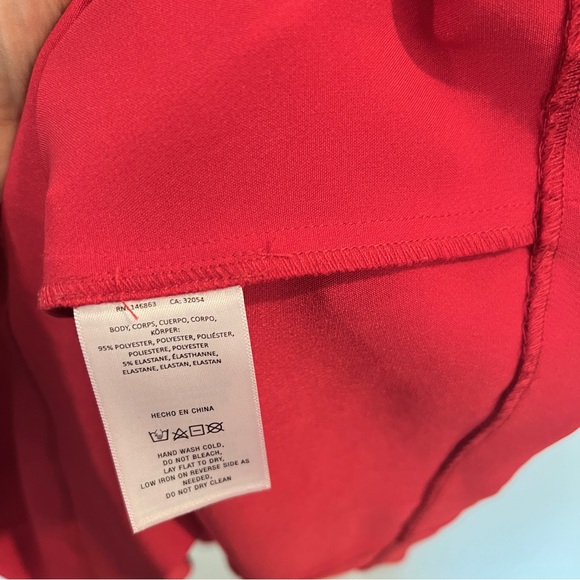 RN: 146863 CA: 32054
BODY, CORPS, CUERPO, CORPO,
KÖRPER:
95% POLYESTER, POLYESTER, POLIÉSTER,
POLIESTERE, POLYESTER
5% ELASTANE, ÉLASTHANNE,
ELASTANE, ELASTAN, ELASTAN
HECHO EN CHINA
HAND WASH COLD,
DO NOT BLEACH,
LAY FLAT TO DRY,
LOW IRON ON REVERSE SIDE AS
NEEDED,
DO NOT DRY CLEAN